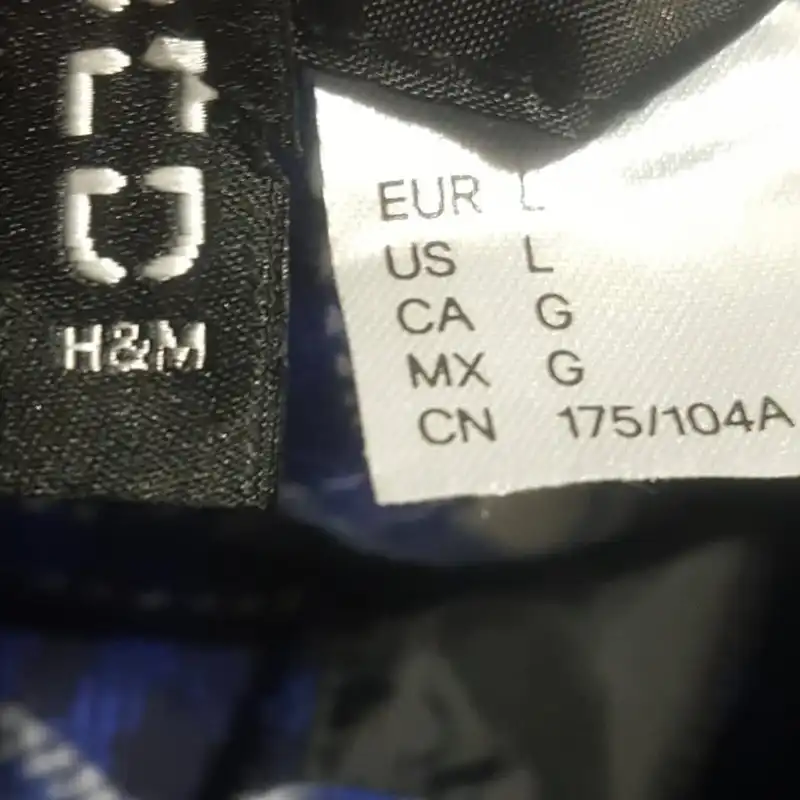 H&M
EUR L
US L
CA G
MX G
CN 175/104A